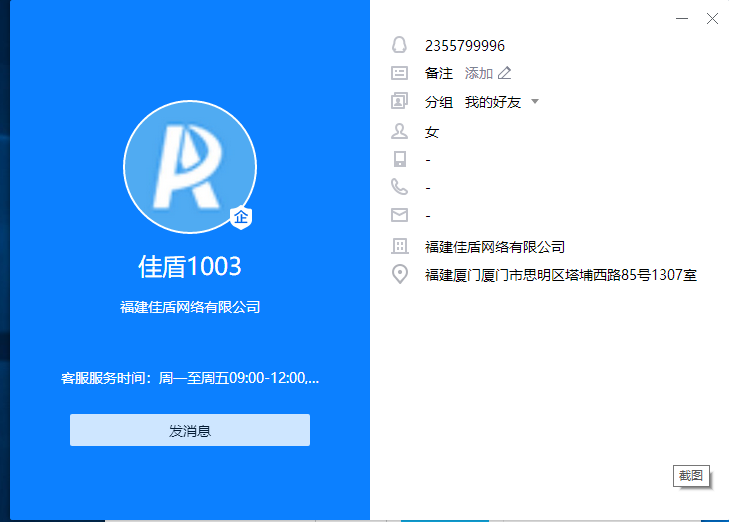 佳盾1003
福建佳盾网络有限公司
客服服务时间：周一至周五09:00-12:00,...
发消息
2355799996
备注 添加
分组 我的好友
女
-
-
-
福建佳盾网络有限公司
福建厦门厦门市思明区塔埔西路85号1307室
截图
企